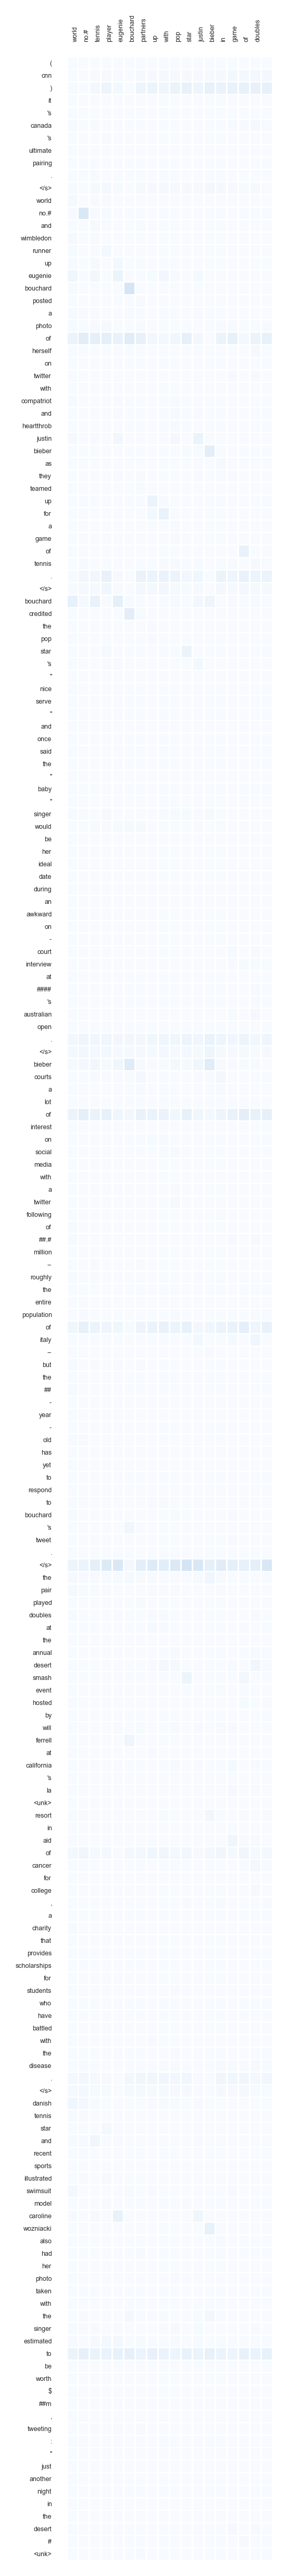 world
no.#
tennis
player
eugenie
bouchard
partners
up
with
pop
star
justin
bieber
in
game
of
doubles
(
cnn
)
it
's
canada
's
ultimate
pairing
.
</s>
world
no.#
and
wimbledon
runner
up
eugenie
bouchard
posted
a
photo
of
herself
on
twitter
with
compatriot
and
heartthrob
justin
bieber
as
they
teamed
up
for
a
game
of
tennis
.
</s>
bouchard
credited
the
pop
star
's
"
nice
serve
"
and
once
said
the
"
baby
"
singer
would
be
her
ideal
date
during
an
awkward
on
-
court
interview
at
####
's
australian
open
.
</s>
bieber
courts
a
lot
of
interest
on
social
media
with
a
twitter
following
of
##.#
million
–
roughly
the
entire
population
of
italy
–
but
the
##
-
year
-
old
has
yet
to
respond
to
bouchard
's
tweet
.
</s>
the
pair
played
doubles
at
the
annual
desert
smash
event
hosted
by
will
ferrell
at
california
's
la
<unk>
resort
in
aid
of
cancer
for
college
,
a
charity
that
provides
scholarships
for
students
who
have
battled
with
the
disease
.
</s>
danish
tennis
star
and
recent
sports
illustrated
swimsuit
model
caroline
wozniacki
also
had
her
photo
taken
with
the
singer
estimated
to
be
worth
$
##m
,
tweeting
:
"
just
another
night
in
the
desert
#
<unk>